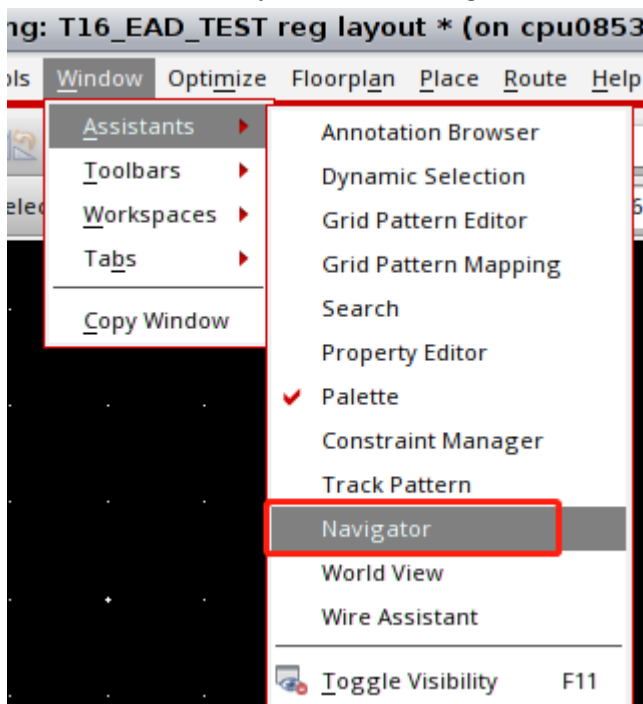 ng: T16_EAD_TEST reg layout * (on cpu0853
ols Window Optimize Floorplan Place Route Help
Assistants
Toolbars
elec
Workspaces
Tabs
Copy Window
Annotation Browser
Dynamic Selection
Grid Pattern Editor
6
Grid Pattern Mapping
Search
Property Editor
Palette
Constraint Manager
Track Pattern
Navigator
World View
Wire Assistant
Toggle Visibility F11